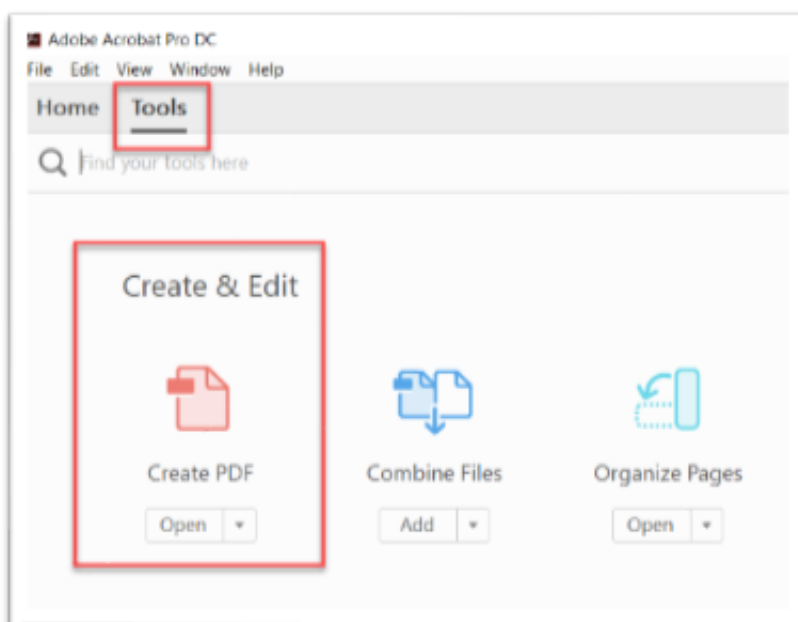 Adobe Acrobat Pro DC
File Edit View Window Help
Home Tools
Find your tools here
Create & Edit
Create PDF Combine Files Organize Pages
Open Add Open